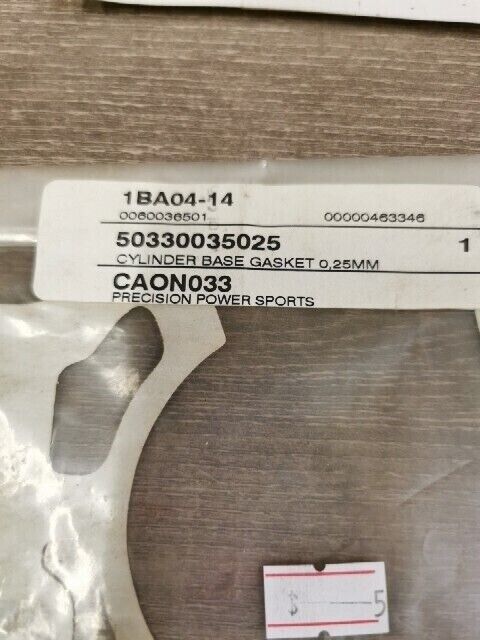 1BA04-14
0060036501 00000463346
50330035025 1
CYLINDER BASE GASKET 0,25MM
CAON033
PRECISION POWER SPORTS
$ 5